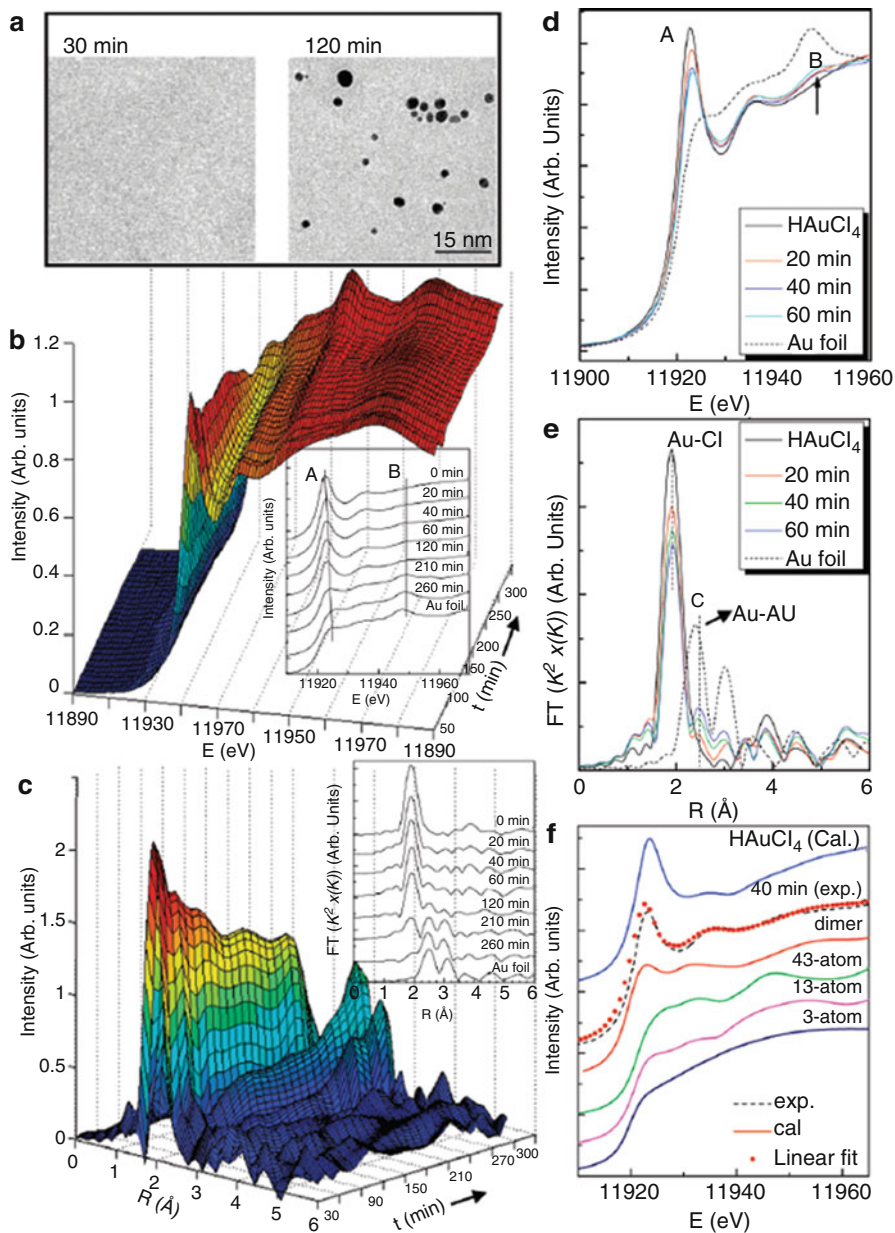 a
30 min
120 min
15 nm
b
Intensity (Arb. units)
1.2
1
0.8
0.6
0.4
0.2
0
11890
11930
11970
11950
11970
11890
E (eV)
50
100
150
200
250
300
t (min)
A
B
0 min
20 min
40 min
60 min
120 min
210 min
260 min
Au foil
Intensity (Arb. units)
11920
11940
11960
E (eV)
c
Intensity (Arb. units)
2
1.5
1
0.5
0
0
1
2
3
4
5
6
R (Å)
30
90
150
210
270
300
t (min)
FT (K² x(K)) (Arb. Units)
0 min
20 min
40 min
60 min
120 min
210 min
260 min
Au foil
0
1
2
3
4
5
6
R (Å)
d
Intensity (Arb. Units)
A
B
HAuCl₄
20 min
40 min
60 min
Au foil
11900
11920
11940
11960
E (eV)
e
FT (K² x(K)) (Arb. Units)
Au-Cl
C
Au-AU
HAuCl₄
20 min
40 min
60 min
Au foil
0
2
4
6
R (Å)
f
Intensity (Arb. Units)
HAuCl₄ (Cal.)
40 min (exp.)
dimer
43-atom
13-atom
3-atom
exp.
cal
Linear fit
11920
11940
11960
E (eV)